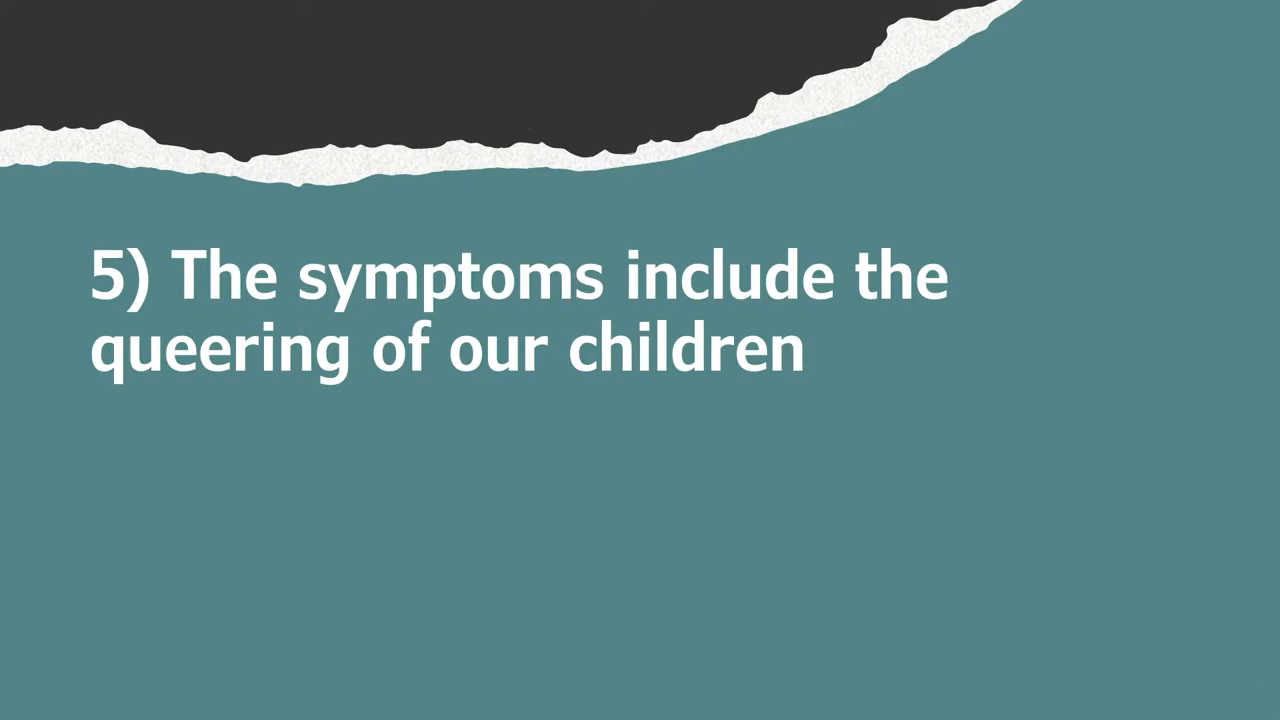 5) The symptoms include the
queering of our children